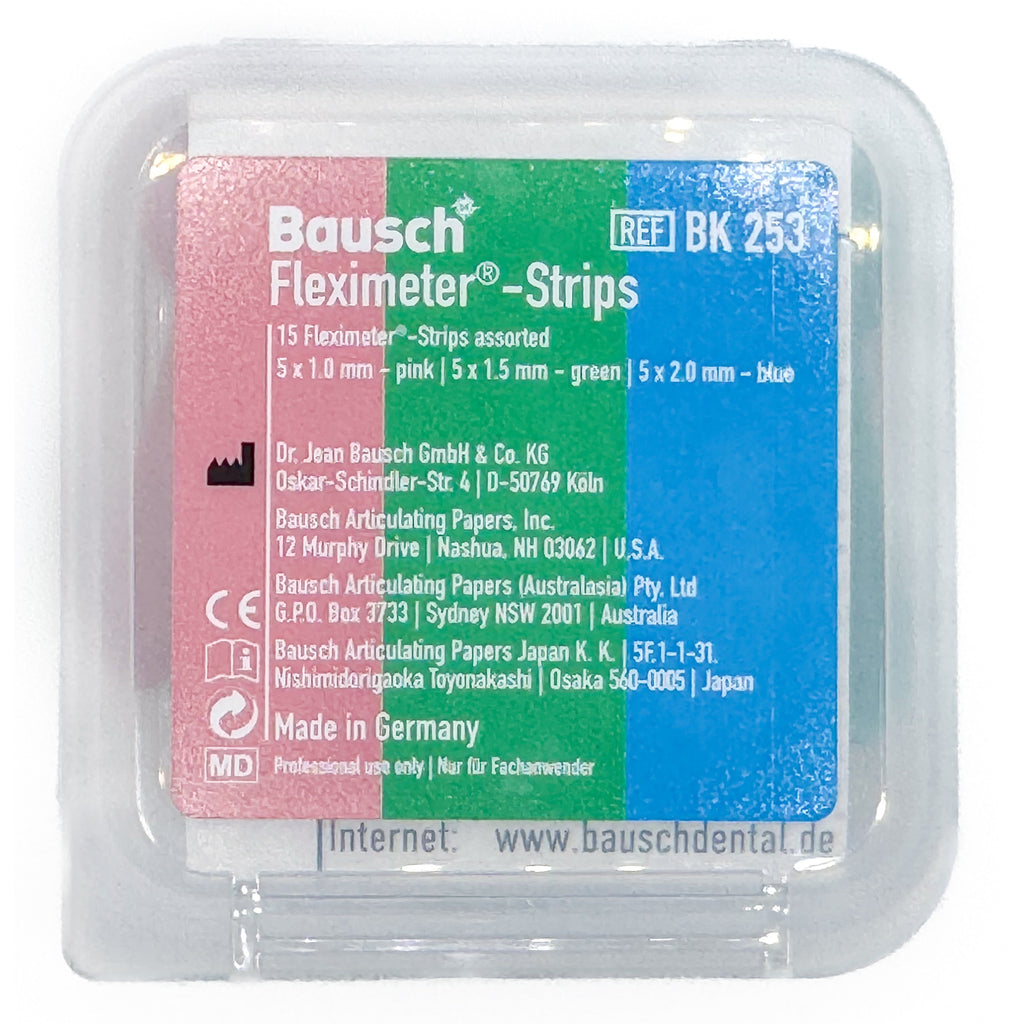 Bausch
REF BK 253
Fleximeter®-Strips
15 Fleximeter®-Strips assorted
5 x 1.0 mm - pink | 5 x 1.5 mm - green | 5 x 2.0 mm - blue
Dr. Jean Bausch GmbH & Co. KG
Oskar-Schindler-Str. 4 | D-50769 Köln
Bausch Articulating Papers, Inc.
12 Murphy Drive | Nashua, NH 03062 | U.S.A.
Bausch Articulating Papers (Australasia) Pty. Ltd
G.P.O. Box 3733 | Sydney NSW 2001 | Australia
Bausch Articulating Papers Japan K. K. | 5F.1-1-31.
Nishimidorigaoka Toyonakashi | Osaka 560-0005 | Japan
CE
i
Made in Germany
MD Professional use only | Nur für Fachanwender
Internet: www.bauschdental.de